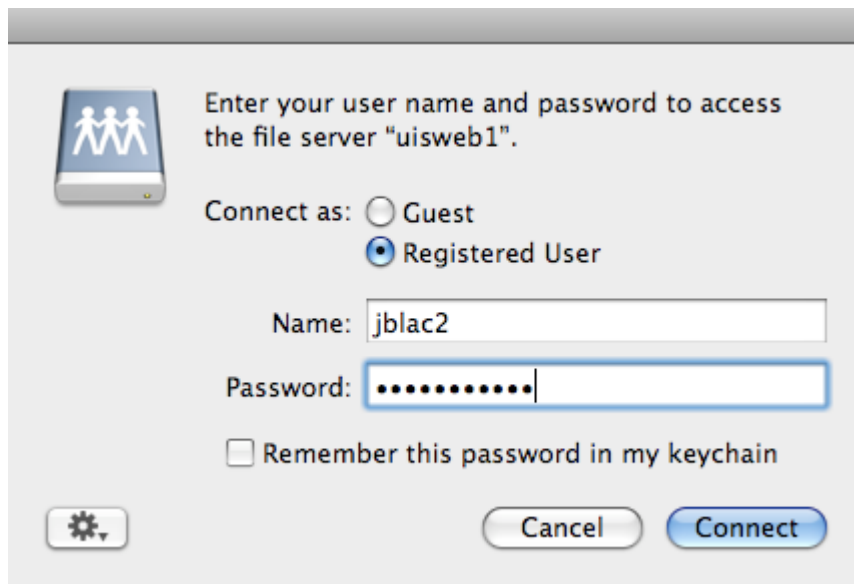 Enter your user name and password to access
the file server “uisweb1”.
Connect as: Guest
Registered User
Name: jblac2
Password: •••••••••••
Remember this password in my keychain
Cancel Connect